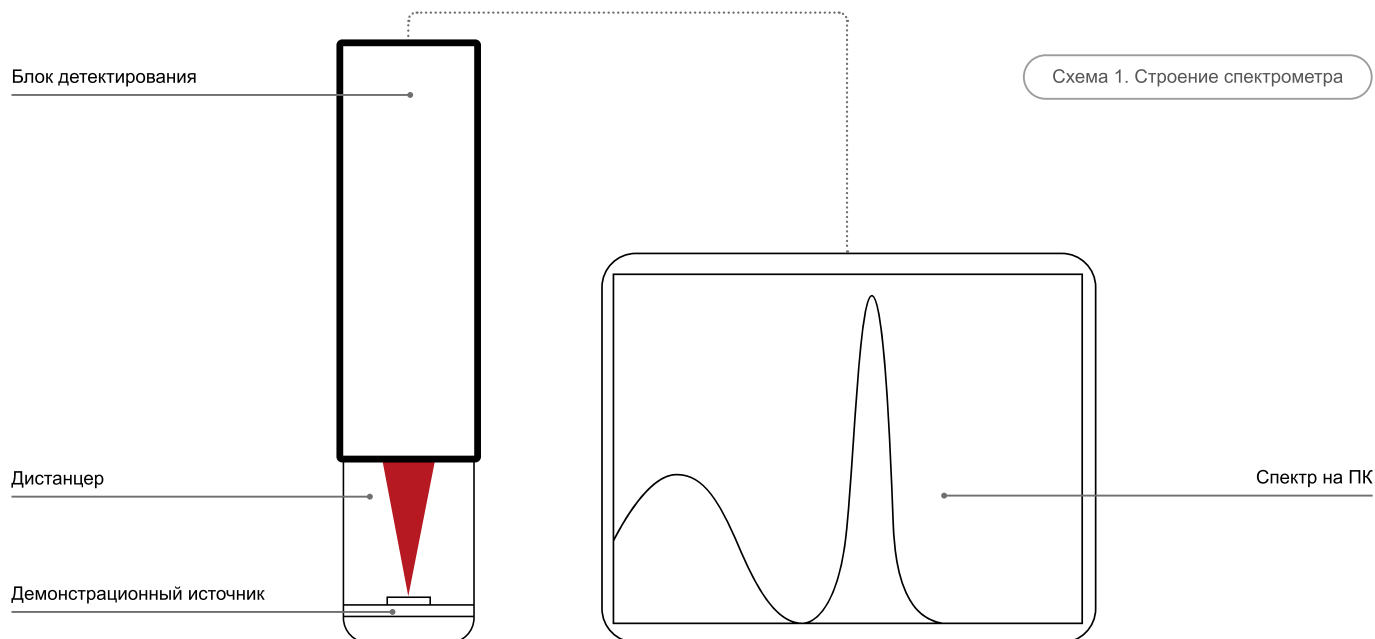 Блок детектирования
Схема 1. Строение спектрометра
Дистанцер
Спектр на ПК
Демонстрационный источник